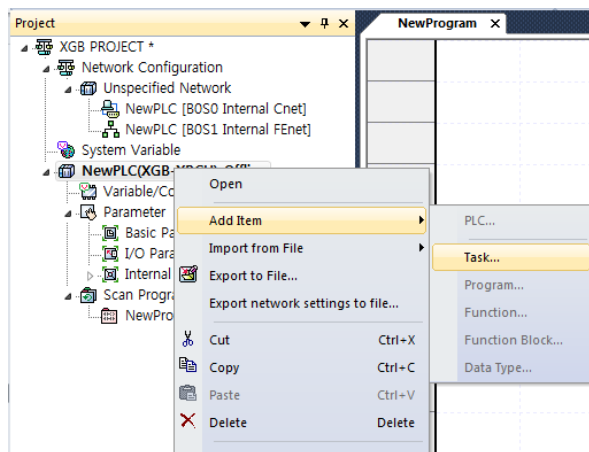 Project
NewProgram
XGB PROJECT *
Network Configuration
Unspecified Network
NewPLC [B0S0 Internal Cnet]
NewPLC [B0S1 Internal FEnet]
System Variable
NewPLC(XGB-XBCU)-Offli
Variable/Co
Parameter
Basic Pa
I/O Para
Internal
Scan Progra
NewPro
Open
Add Item
Import from File
Export to File...
Export network settings to file...
Cut Ctrl+X
Copy Ctrl+C
Paste Ctrl+V
Delete Delete
PLC...
Task...
Program...
Function...
Function Block...
Data Type...